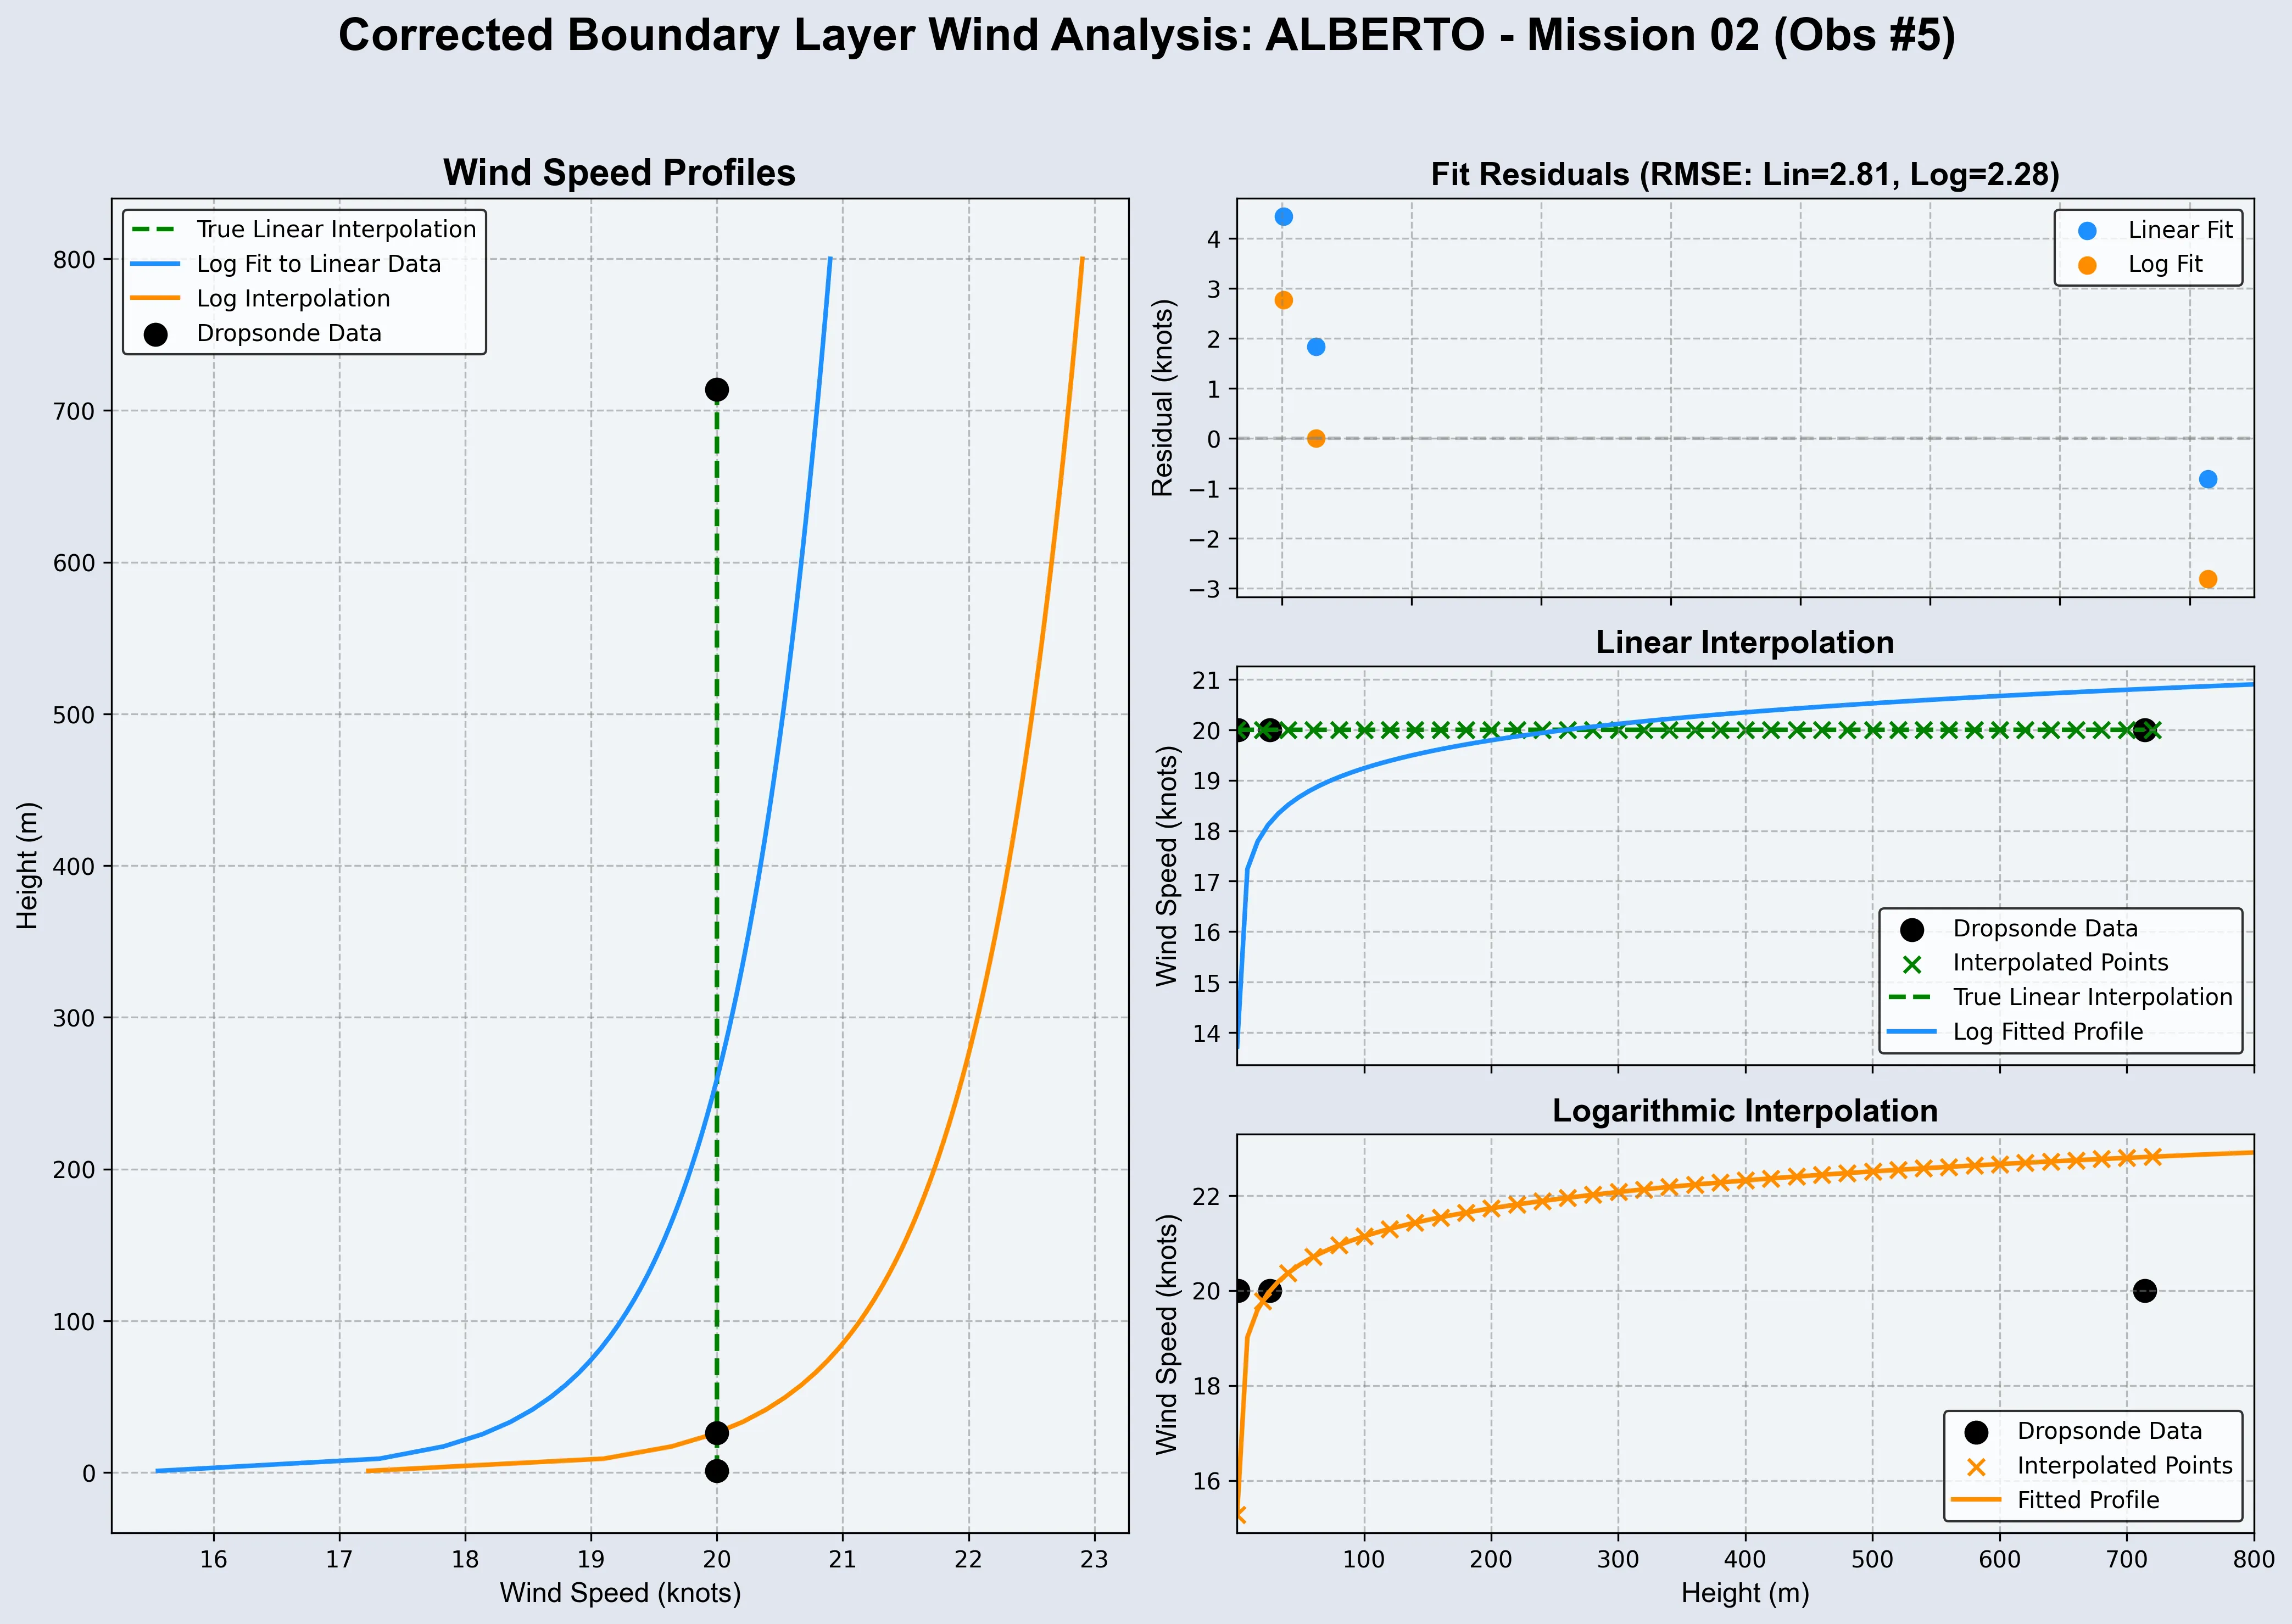 Corrected Boundary Layer Wind Analysis: ALBERTO - Mission 02 (Obs #5)
Wind Speed Profiles
True Linear Interpolation
Log Fit to Linear Data
Log Interpolation
Dropsonde Data
800
700
600
500
400
300
200
100
0
Height (m)
16 17 18 19 20 21 22 23
Wind Speed (knots)
Fit Residuals (RMSE: Lin=2.81, Log=2.28)
Linear Fit
Log Fit
4
3
2
1
0
−1
−2
−3
Residual (knots)
Linear Interpolation
21
20
19
18
17
16
15
14
Wind Speed (knots)
Dropsonde Data
Interpolated Points
True Linear Interpolation
Log Fitted Profile
Logarithmic Interpolation
22
20
18
16
Wind Speed (knots)
Dropsonde Data
Interpolated Points
Fitted Profile
100 200 300 400 500 600 700 800
Height (m)